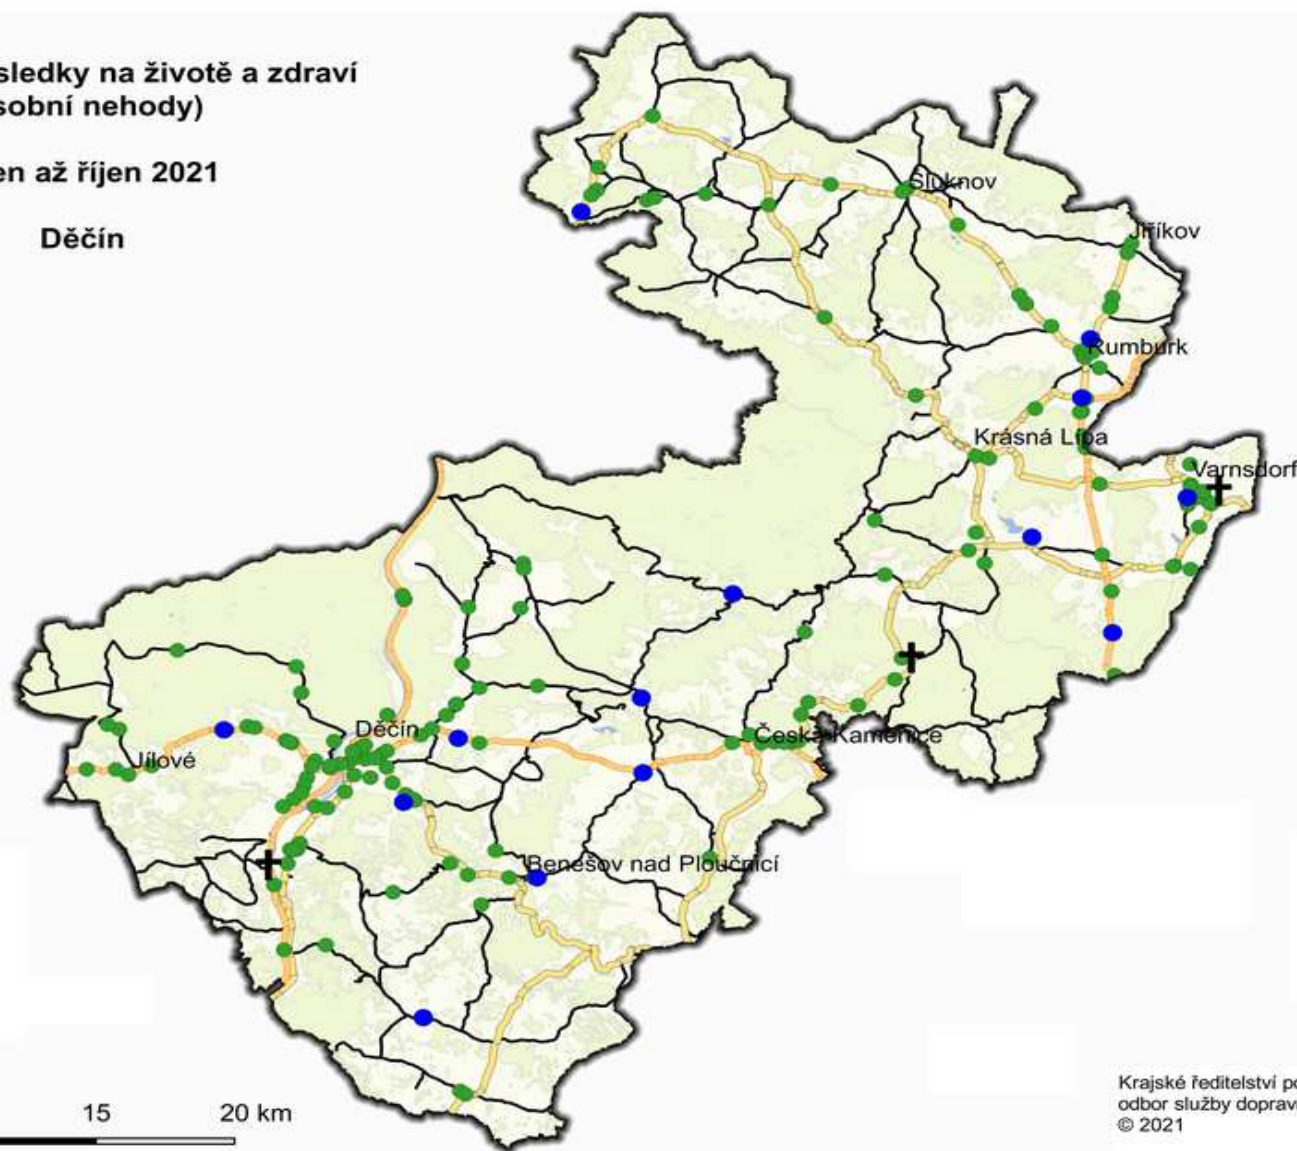 sledky na životě a zdraví
sobní nehody)
en až říjen 2021
Děčín
Šluknov
Jiříkov
Rumburk
Krásná Lípa
Varnsdorf
Děčín
Česká Kamenice
Jílové
Benešov nad Ploučnicí
15 20 km
Krajské ředitelství po
odbor služby dopravn
© 2021